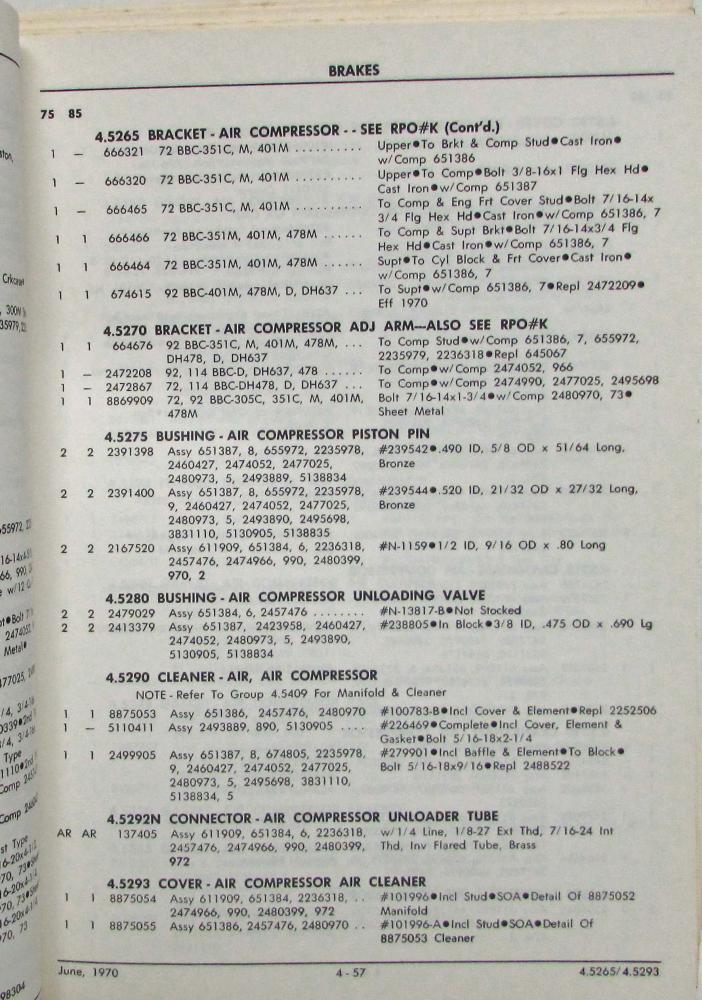 BRAKES
75 85
4.5265 BRACKET - AIR COMPRESSOR - - SEE RPO#K (Cont'd.)
1 – 666321 72 BBC-351C, M, 401M .......... Upper●To Brkt & Comp Stud●Cast Iron●
w/Comp 651386
1 – 666320 72 BBC-351C, M, 401M .......... Upper●To Comp●Bolt 3/8-16x1 Flg Hex Hd●
Cast Iron●w/Comp 651387
1 – 666465 72 BBC-351C, M, 401M .......... To Comp & Eng Frt Cover Stud●Bolt 7/16-14x
3/4 Flg Hex Hd●Cast Iron●w/Comp 651386, 7
1 1 666466 72 BBC-351M, 401M, 478M ...... To Comp & Supt Brkt●Bolt 7/16-14x3/4 Flg
Hex Hd●Cast Iron●w/Comp 651386, 7
1 1 666464 72 BBC-351M, 401M, 478M ...... Supt●To Cyl Block & Frt Cover●Cast Iron●
w/Comp 651386, 7
1 1 674615 92 BBC-401M, 478M, D, DH637 ... To Supt●w/Comp 651386, 7●Repl 2472209●
Eff 1970
4.5270 BRACKET - AIR COMPRESSOR ADJ ARM—ALSO SEE RPO#K
1 1 664676 92 BBC-351C, M, 401M, 478M, ... To Comp Stud●w/Comp 651386, 7, 655972,
DH478, D, DH637 2235979, 2236318●Repl 645067
1 – 2472208 92, 114 BBC-D, DH637, 478 ...... To Comp●w/Comp 2474052, 966
1 – 2472867 72, 114 BBC-DH478, D, DH637 ... To Comp●w/Comp 2474990, 2477025, 2495698
1 1 8869909 72, 92 BBC-305C, 351C, M, 401M, Bolt 7/16-14x1-3/4●w/Comp 2480970, 73●
478M Sheet Metal
4.5275 BUSHING - AIR COMPRESSOR PISTON PIN
2 2 2391398 Assy 651387, 8, 655972, 2235978, #239542●.490 ID, 5/8 OD x 51/64 Long,
2460427, 2474052, 2477025, Bronze
2480973, 5, 2493889, 5138834
2 2 2391400 Assy 651387, 8, 655972, 2235978, #239544●.520 ID, 21/32 OD x 27/32 Long,
9, 2460427, 2474052, 2477025, Bronze
2480973, 5, 2493890, 2495698,
3831110, 5130905, 5138835
2 2 2167520 Assy 611909, 651384, 6, 2236318, #N-1159●1/2 ID, 9/16 OD x .80 Long
2457476, 2474966, 990, 2480399,
970, 2
4.5280 BUSHING - AIR COMPRESSOR UNLOADING VALVE
2 2 2479029 Assy 651384, 6, 2457476 ........ #N-13817-B●Not Stocked
2 2 2413379 Assy 651387, 2423958, 2460427, #238805●In Block●3/8 ID, .475 OD x .690 Lg
2474052, 2480973, 5, 2493890,
5130905, 5138834
4.5290 CLEANER - AIR, AIR COMPRESSOR
NOTE - Refer To Group 4.5409 For Manifold & Cleaner
1 1 8875053 Assy 651386, 2457476, 2480970 #100783-B●Incl Cover & Element●Repl 2252506
1 – 5110411 Assy 2493889, 890, 5130905 .... #226469●Complete●Incl Cover, Element &
Gasket●Bolt 5/16-18x2-1/4
1 1 2499905 Assy 651387, 8, 674805, 2235978, #279901●Incl Baffle & Element●To Block●
9, 2460427, 2474052, 2477025, Bolt 5/16-18x9/16●Repl 2488522
2480973, 5, 2495698, 3831110,
5138834, 5
4.5292N CONNECTOR - AIR COMPRESSOR UNLOADER TUBE
AR AR 137405 Assy 611909, 651384, 6, 2236318, w/1/4 Line, 1/8-27 Ext Thd, 7/16-24 Int
2457476, 2474966, 990, 2480399, Thd, Inv Flared Tube, Brass
972
4.5293 COVER - AIR COMPRESSOR AIR CLEANER
1 1 8875054 Assy 611909, 651384, 2236318, .. #101996●Incl Stud●SOA●Detail Of 8875052
2474966, 990, 2480399, 972 Manifold
1 1 8875055 Assy 651386, 2457476, 2480970 .. #101996-A●Incl Stud●SOA●Detail Of
8875053 Cleaner
June, 1970 4 - 57 4.5265/4.5293